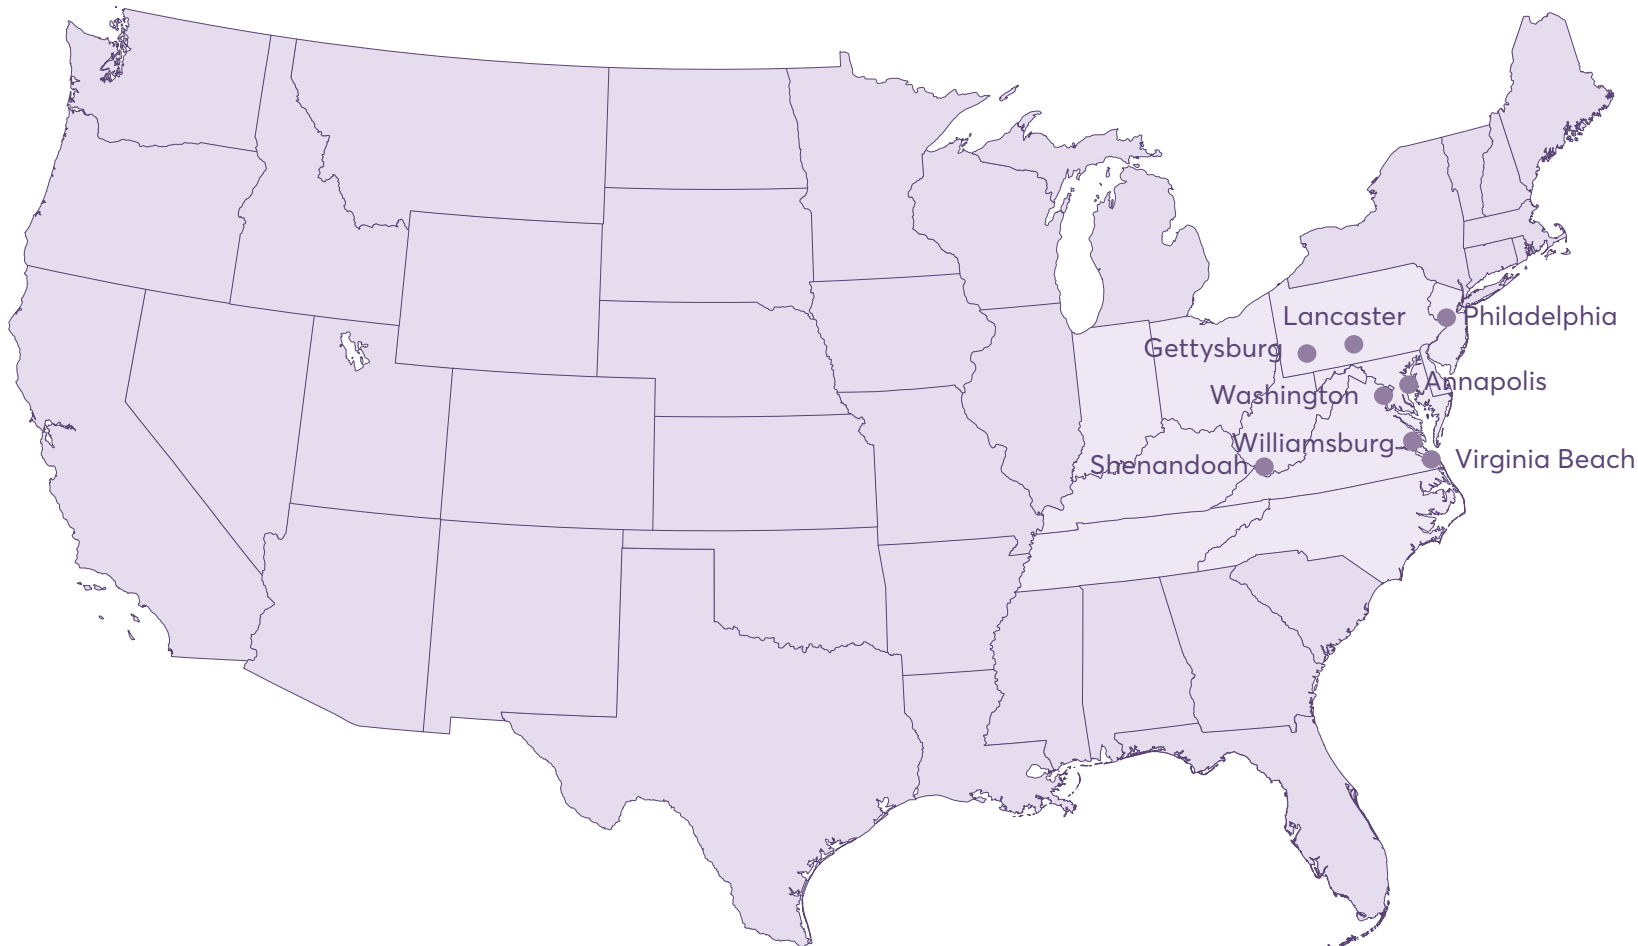 Lancaster
Philadelphia
Gettysburg
Annapolis
Washington
Williamsburg
Virginia Beach
Shenandoah